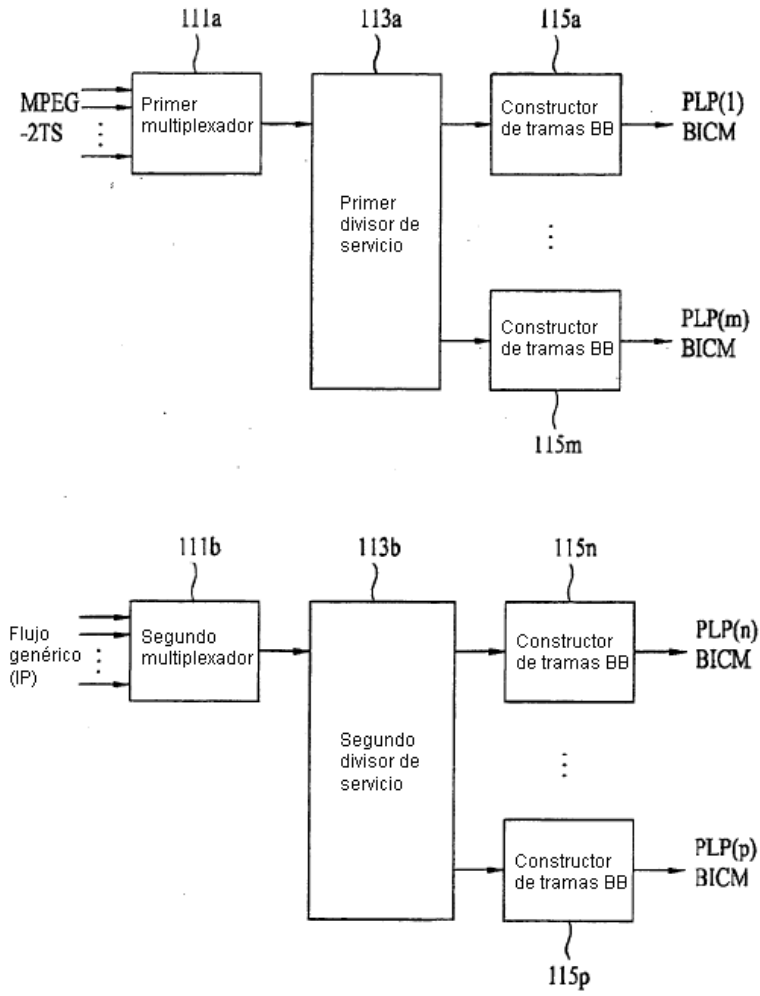 111a
113a
115a
MPEG
-2TS
Primer
multiplexador
Primer
divisor de
servicio
Constructor
de tramas BB
PLP(1)
BICM
Constructor
de tramas BB
PLP(m)
BICM
115m
111b
113b
115n
Flujo
genérico
(IP)
Segundo
multiplexador
Segundo
divisor de
servicio
Constructor
de tramas BB
PLP(n)
BICM
Constructor
de tramas BB
PLP(p)
BICM
115p